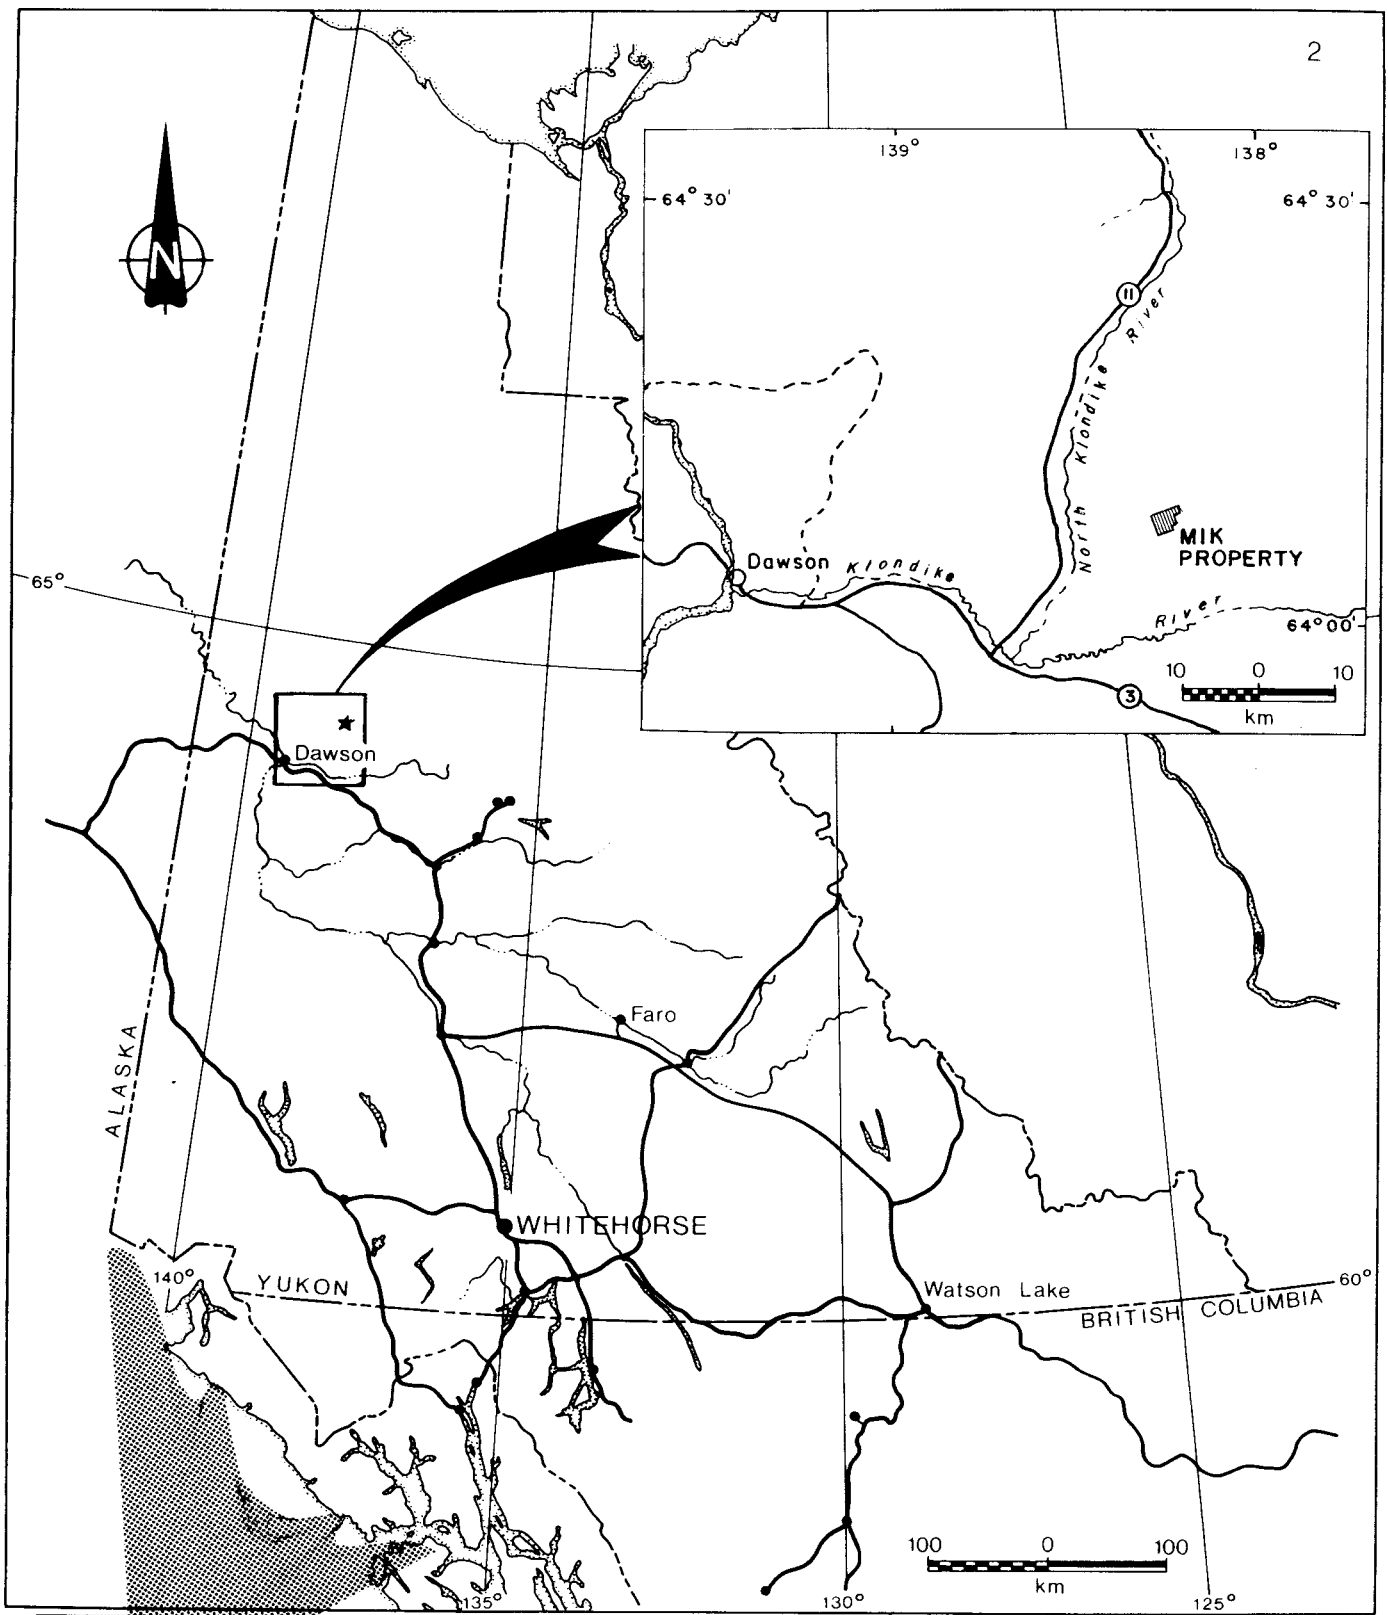 2
139°
138°
64° 30'
64° 30'
N
11
North Klondike River
MIK
PROPERTY
Dawson
Klondike River
64° 00'
10 0 10
km
3
65°
Dawson
Faro
ALASKA
WHITEHORSE
140°
YUKON
Watson Lake
60°
BRITISH COLUMBIA
100 0 100
km
135°
130°
125°